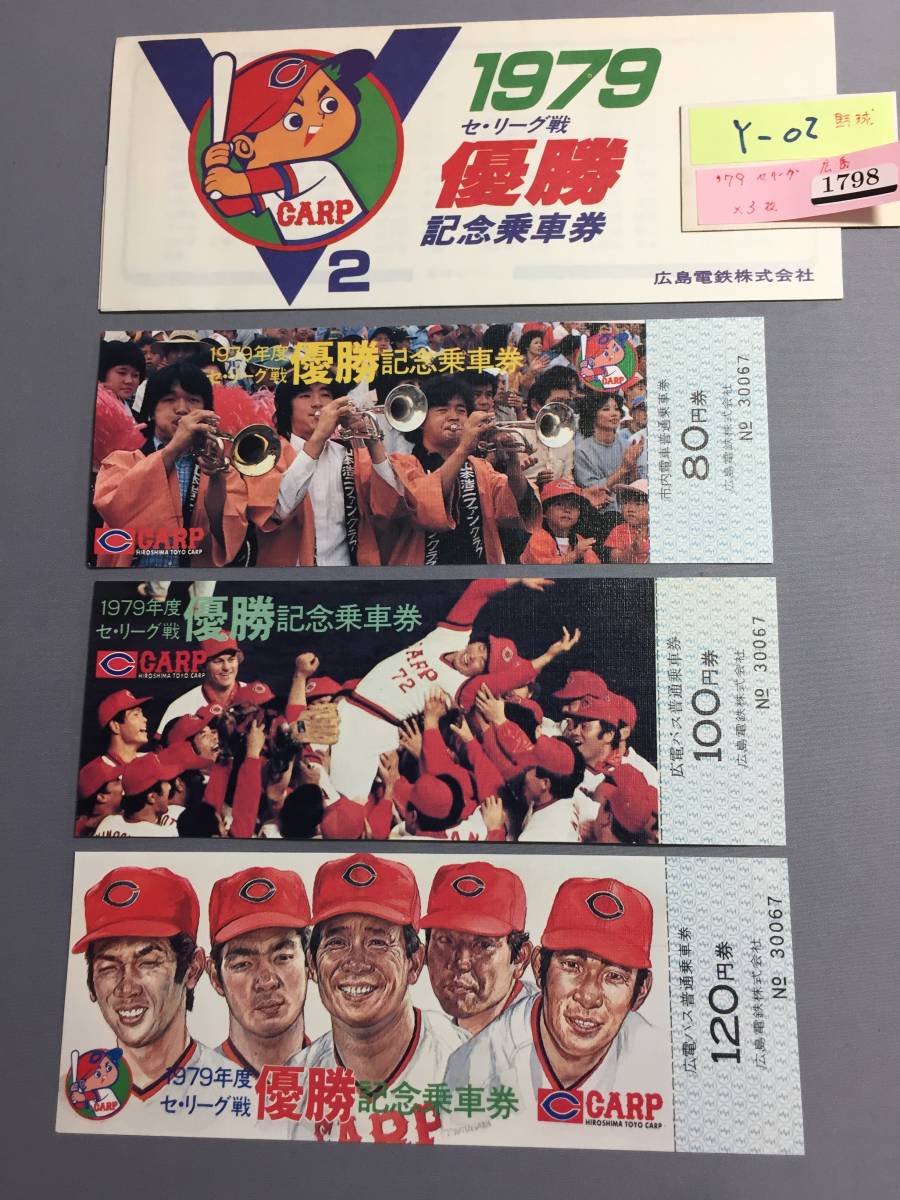 1979
セ・リーグ戦
優勝
記念乗車券
CARP
V2
広島電鉄株式会社
Y-02 野球
'79 セリーグ 広島
×3枚
1798
1979年度
セ・リーグ戦 優勝記念乗車券
CARP
CARP
HIROSHIMA TOYO CARP
市内電車普通乗車券
80円券
広島電鉄株式会社
No 30067
1979年度
セ・リーグ戦 優勝記念乗車券
CARP
HIROSHIMA TOYO CARP
CARP
72
広電バス普通乗車券
100円券
広島電鉄株式会社
No 30067
1979年度
セ・リーグ戦 優勝記念乗車券
CARP
CARP
HIROSHIMA TOYO CARP
ARP
広電バス普通乗車券
120円券
広島電鉄株式会社
No 30067